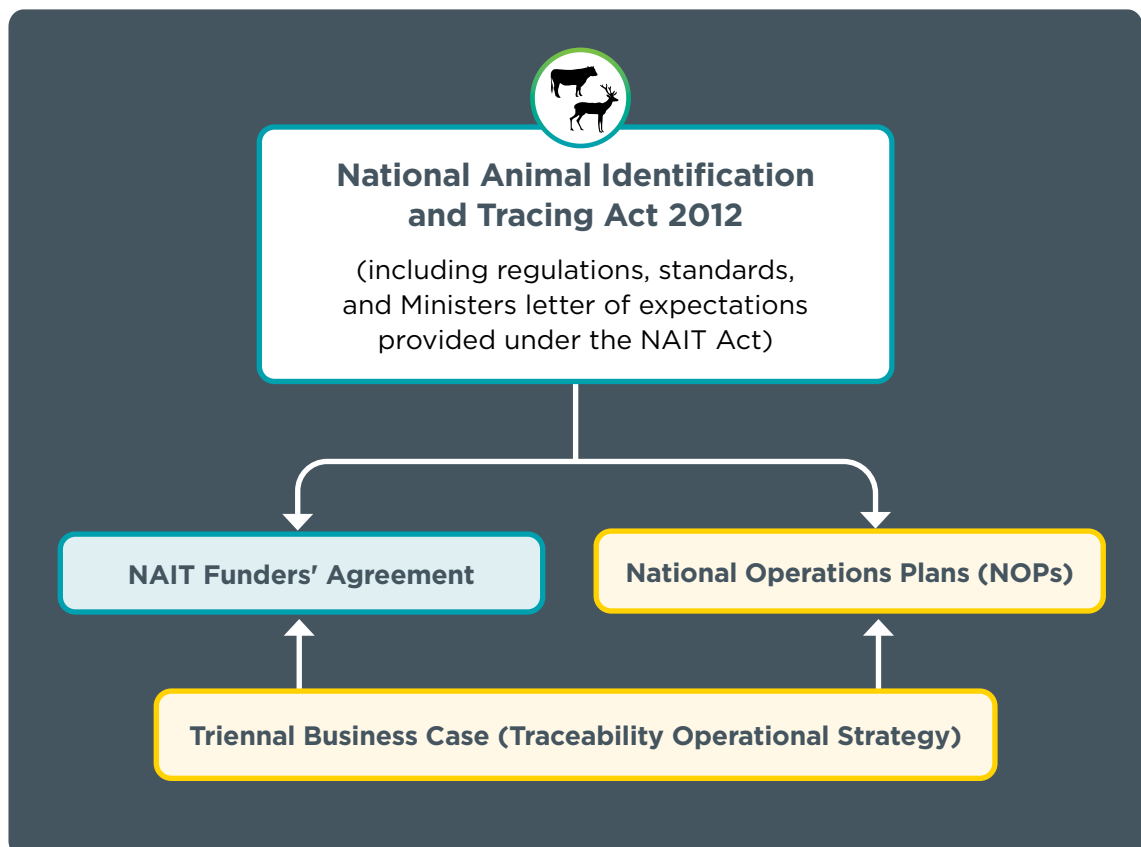 National Animal Identification
and Tracing Act 2012
(including regulations, standards,
and Ministers letter of expectations
provided under the NAIT Act)
NAIT Funders' Agreement
National Operations Plans (NOPs)
Triennal Business Case (Traceability Operational Strategy)